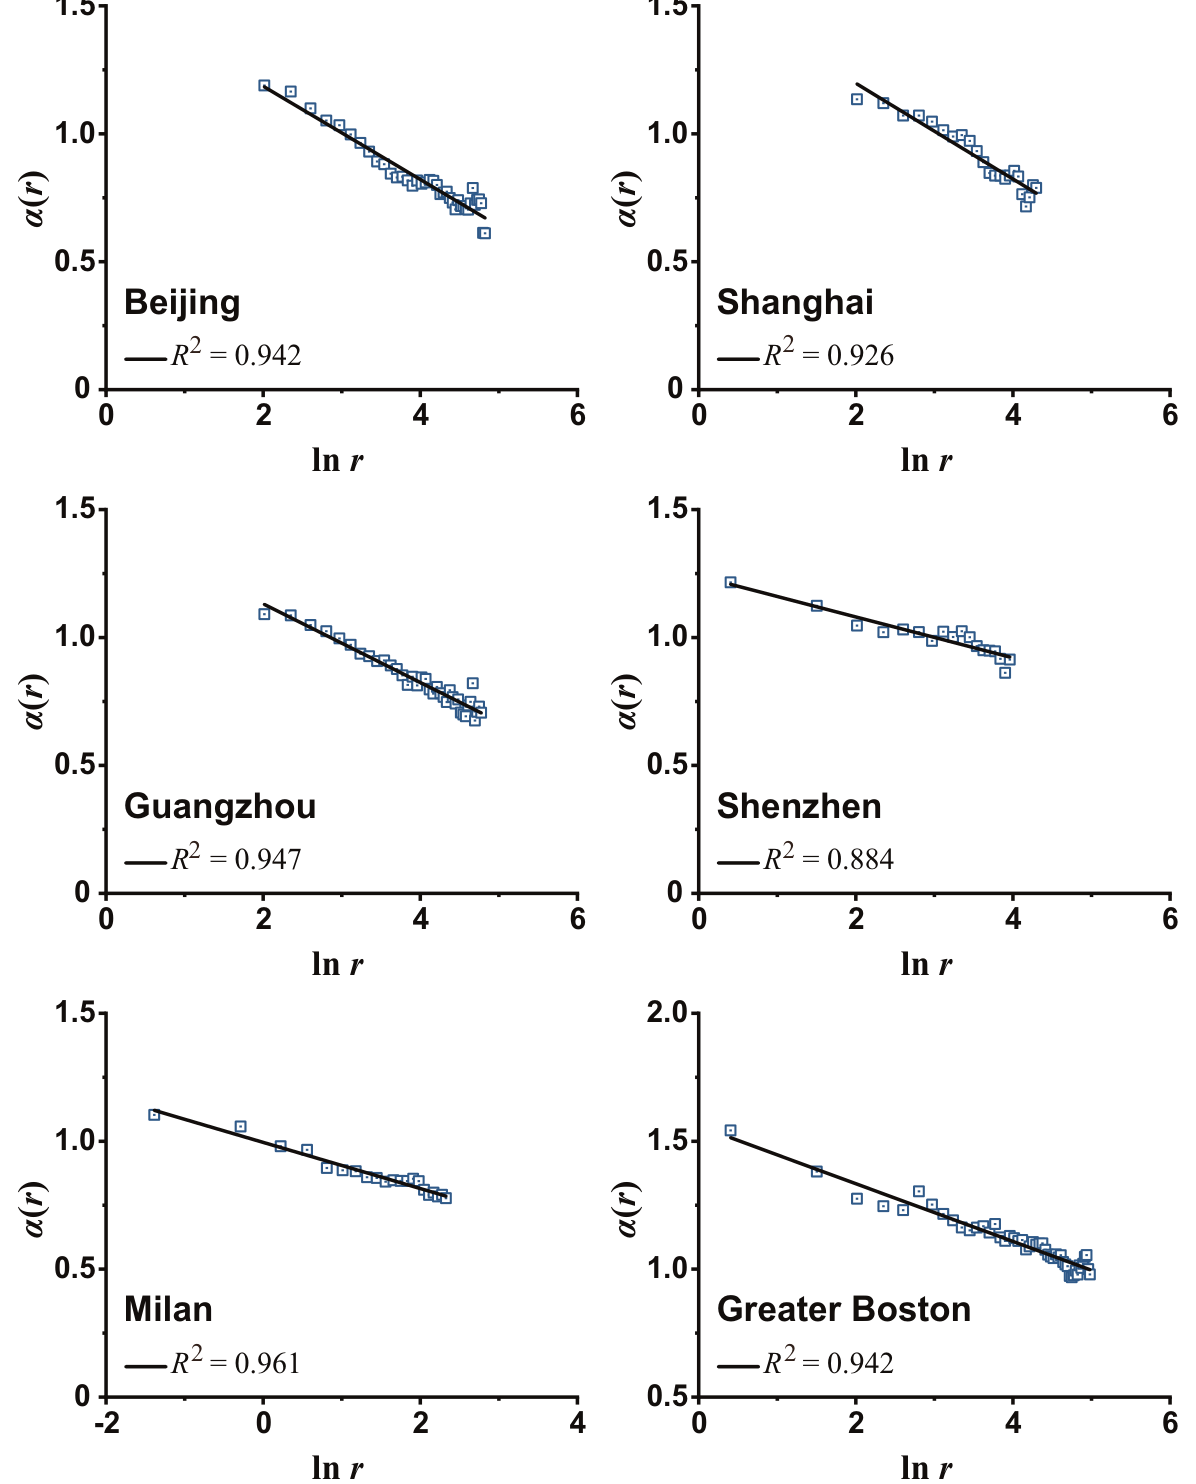 1.5
1.0
0.5
0
α(r)
Beijing
R² = 0.942
0 2 4 6
ln r
1.5
1.0
0.5
0
α(r)
Shanghai
R² = 0.926
0 2 4 6
ln r
1.5
1.0
0.5
0
α(r)
Guangzhou
R² = 0.947
0 2 4 6
ln r
1.5
1.0
0.5
0
α(r)
Shenzhen
R² = 0.884
0 2 4 6
ln r
1.5
1.0
0.5
0
α(r)
Milan
R² = 0.961
-2 0 2 4
ln r
2.0
1.5
1.0
0.5
α(r)
Greater Boston
R² = 0.942
0 2 4 6
ln r